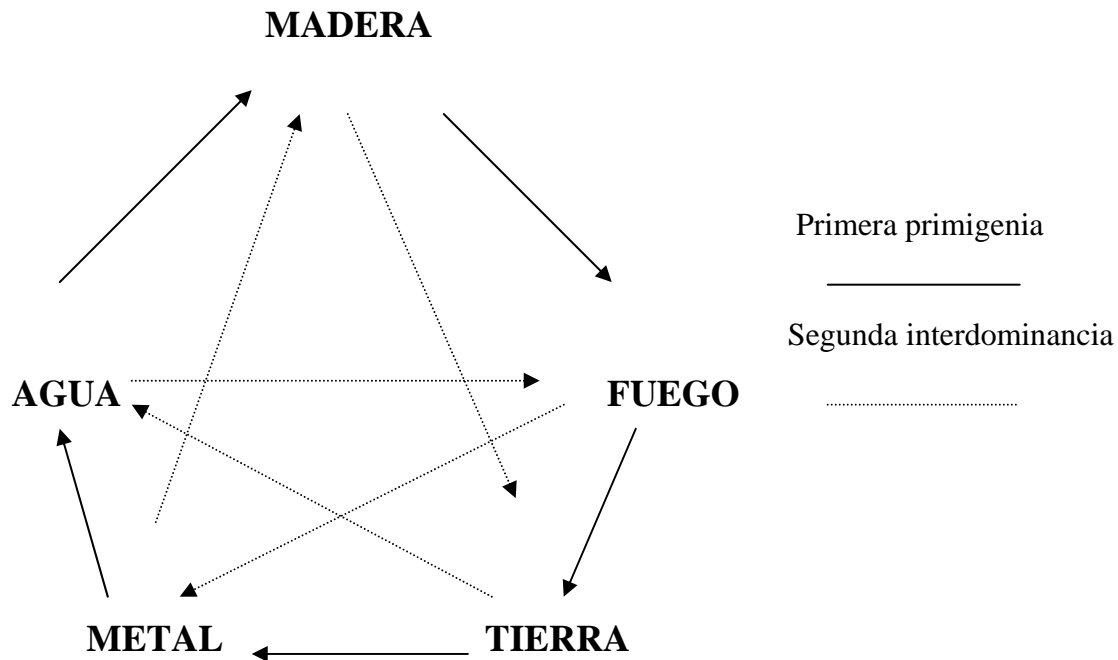 MADERA
Primera primigenia
Segunda interdominancia
AGUA
FUEGO
METAL
TIERRA